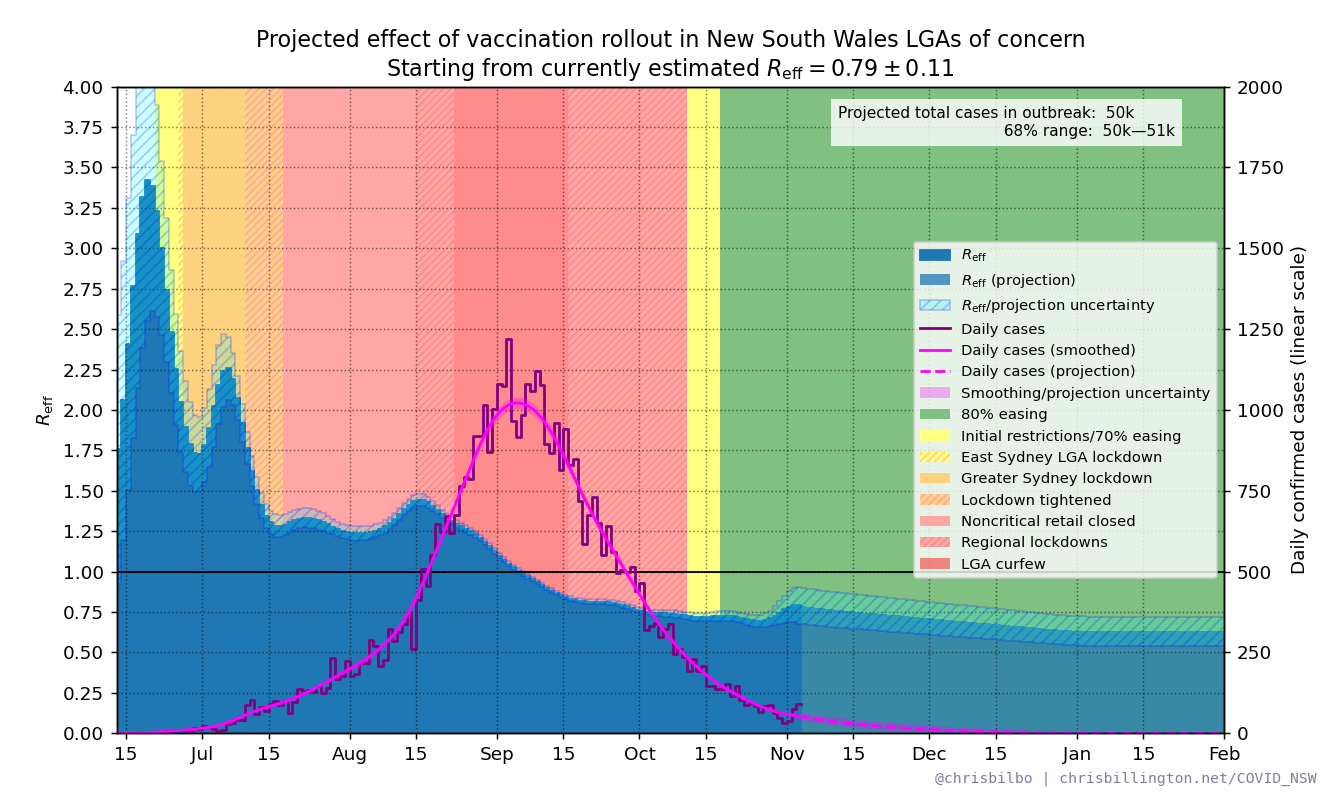 Projected effect of vaccination rollout in New South Wales LGAs of concern
Starting from currently estimated Reff = 0.79 ± 0.11
Projected total cases in outbreak: 50k
68% range: 50k—51k
Reff
4.00
3.75
3.50
3.25
3.00
2.75
2.50
2.25
2.00
1.75
1.50
1.25
1.00
0.75
0.50
0.25
0.00
Reff
Reff (projection)
Reff/projection uncertainty
Daily cases
Daily cases (smoothed)
Daily cases (projection)
Smoothing/projection uncertainty
80% easing
Initial restrictions/70% easing
East Sydney LGA lockdown
Greater Sydney lockdown
Lockdown tightened
Noncritical retail closed
Regional lockdowns
LGA curfew
2000
1750
1500
1250
1000
750
500
250
0
Daily confirmed cases (linear scale)
15 Jul 15 Aug 15 Sep 15 Oct 15 Nov 15 Dec 15 Jan 15 Feb
@chrisbilbo | chrisbillington.net/COVID_NSW